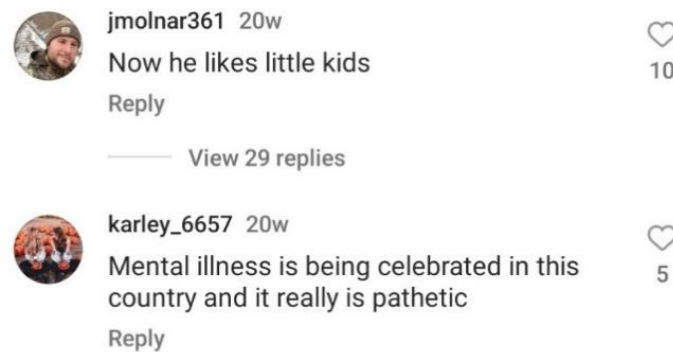 jmolnar361 20w
Now he likes little kids
10
Reply
View 29 replies
karley_6657 20w
Mental illness is being celebrated in this
country and it really is pathetic
5
Reply